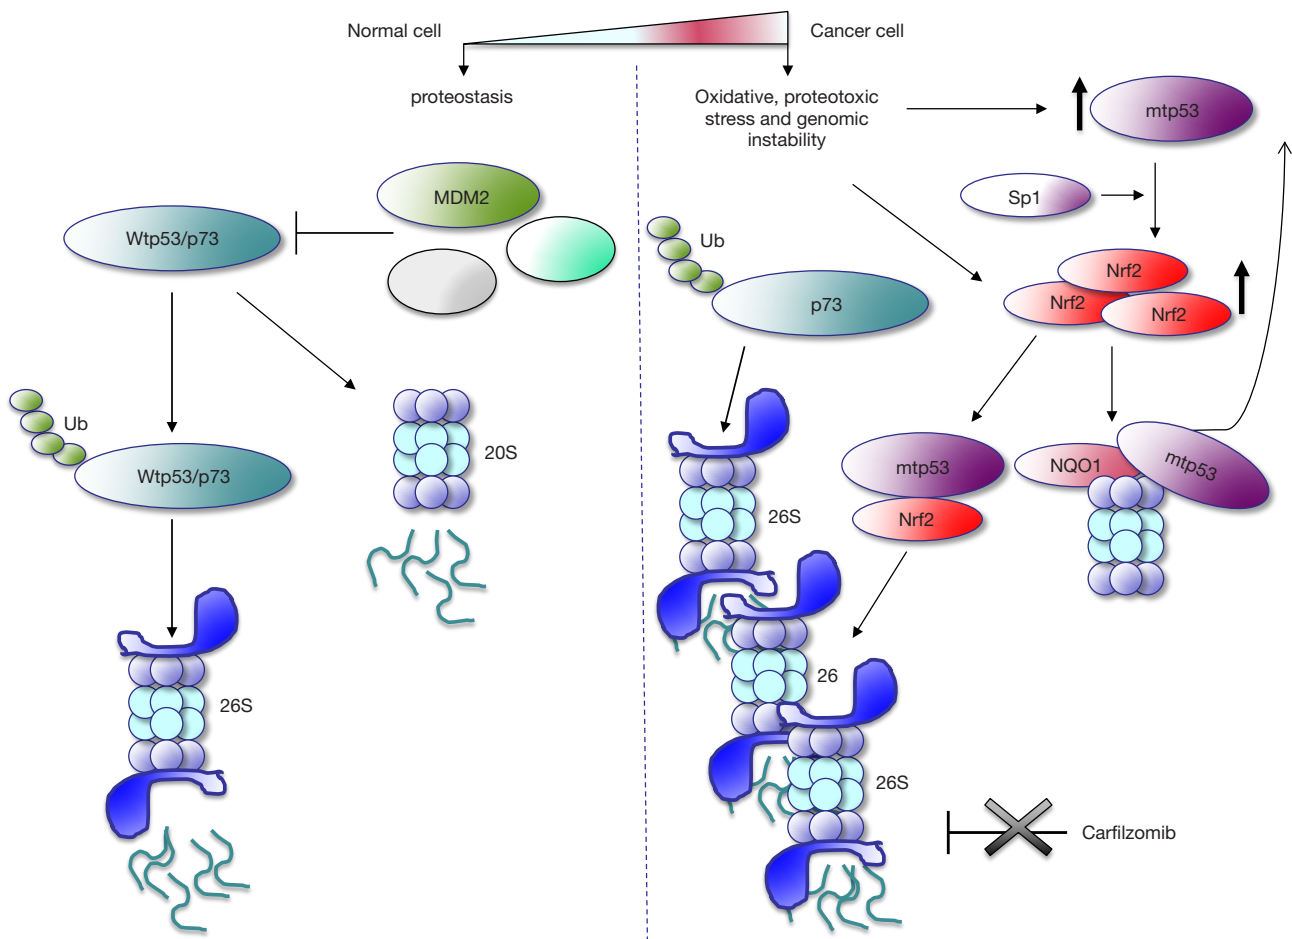 Normal cell
Cancer cell
proteostasis
Oxidative, proteotoxic
stress and genomic
instability
mtp53
MDM2
Sp1
Wtp53/p73
Ub
Nrf2
Nrf2
Nrf2
p73
Ub
20S
Wtp53/p73
26S
mtp53
Nrf2
NQO1
mtp53
26S
26
26S
Carfilzomib